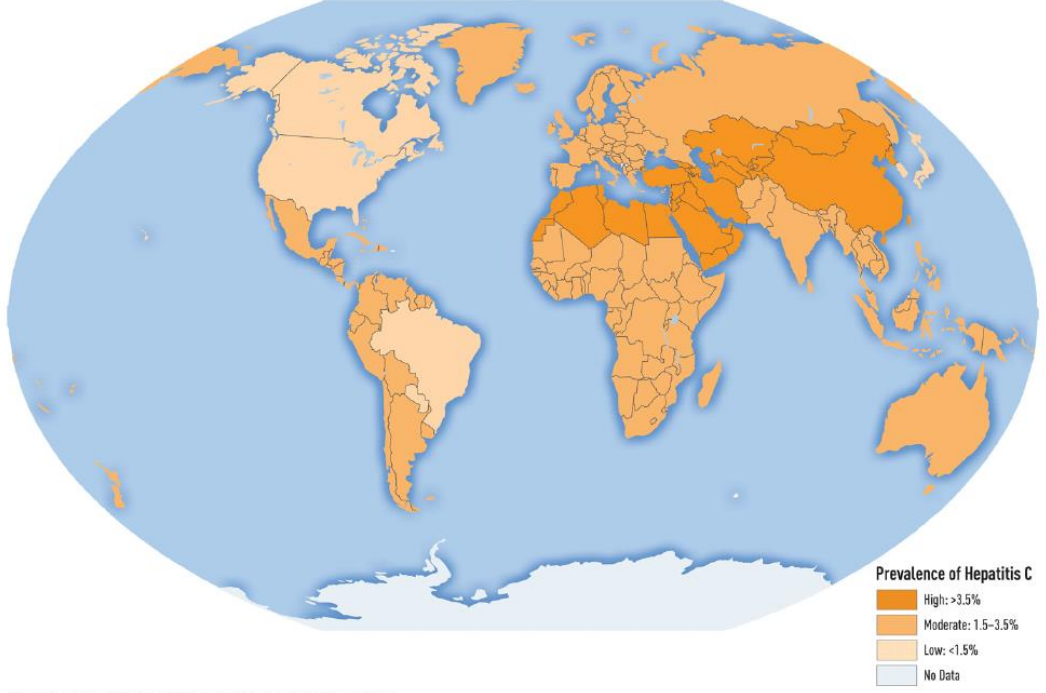 Prevalence of Hepatitis C
High: >3.5%
Moderate: 1.5–3.5%
Low: <1.5%
No Data